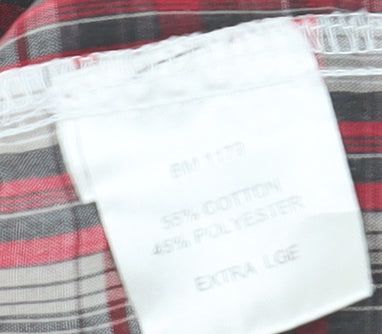 BM 1172
55% COTTON
45% POLYESTER
EXTRA LGE